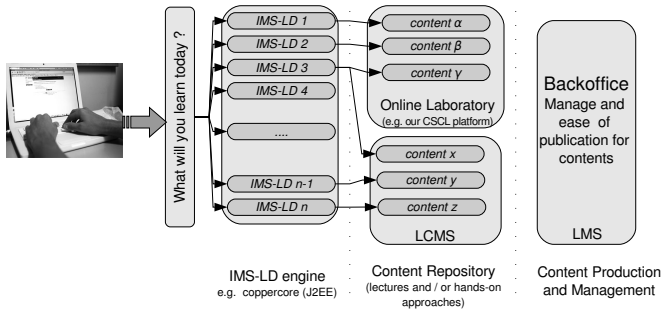 What will you learn today ?
IMS-LD 1
IMS-LD 2
IMS-LD 3
IMS-LD 4
....
IMS-LD n-1
IMS-LD n
content α
content β
content γ
Online Laboratory
(e.g. our CSCL platform)
content x
content y
content z
LCMS
Backoffice
Manage and
ease of
publication for
contents
LMS
IMS-LD engine
e.g. coppercore (J2EE)
Content Repository
(lectures and / or hands-on
approaches)
Content Production
and Management